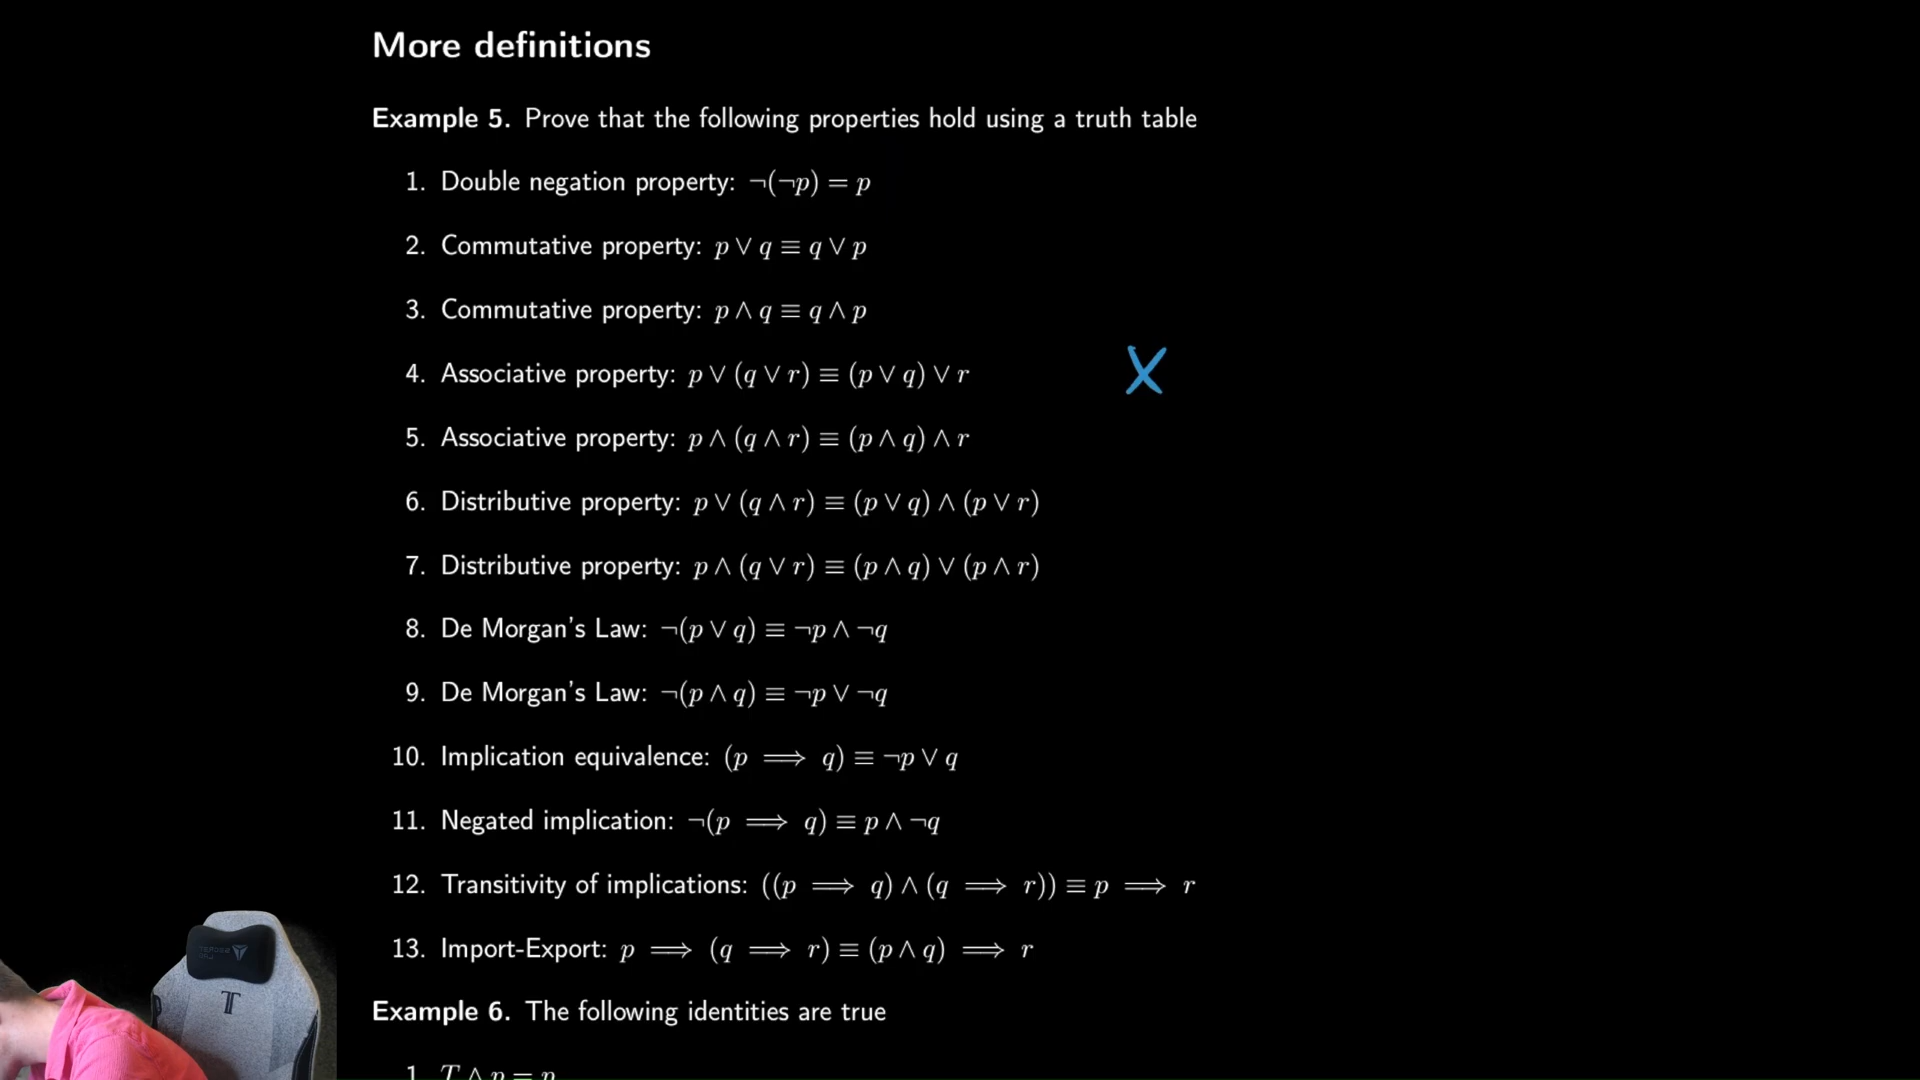 More definitions
Example 5. Prove that the following properties hold using a truth table
1. Double negation property: ¬(¬p) = p
2. Commutative property: p ∨ q ≡ q ∨ p
3. Commutative property: p ∧ q ≡ q ∧ p
4. Associative property: p ∨ (q ∨ r) ≡ (p ∨ q) ∨ r X
5. Associative property: p ∧ (q ∧ r) ≡ (p ∧ q) ∧ r
6. Distributive property: p ∨ (q ∧ r) ≡ (p ∨ q) ∧ (p ∨ r)
7. Distributive property: p ∧ (q ∨ r) ≡ (p ∧ q) ∨ (p ∧ r)
8. De Morgan's Law: ¬(p ∨ q) ≡ ¬p ∧ ¬q
9. De Morgan's Law: ¬(p ∧ q) ≡ ¬p ∨ ¬q
10. Implication equivalence: (p ⟹ q) ≡ ¬p ∨ q
11. Negated implication: ¬(p ⟹ q) ≡ p ∧ ¬q
12. Transitivity of implications: ((p ⟹ q) ∧ (q ⟹ r)) ≡ p ⟹ r
13. Import-Export: p ⟹ (q ⟹ r) ≡ (p ∧ q) ⟹ r
Example 6. The following identities are true
1. T ∧ p = p